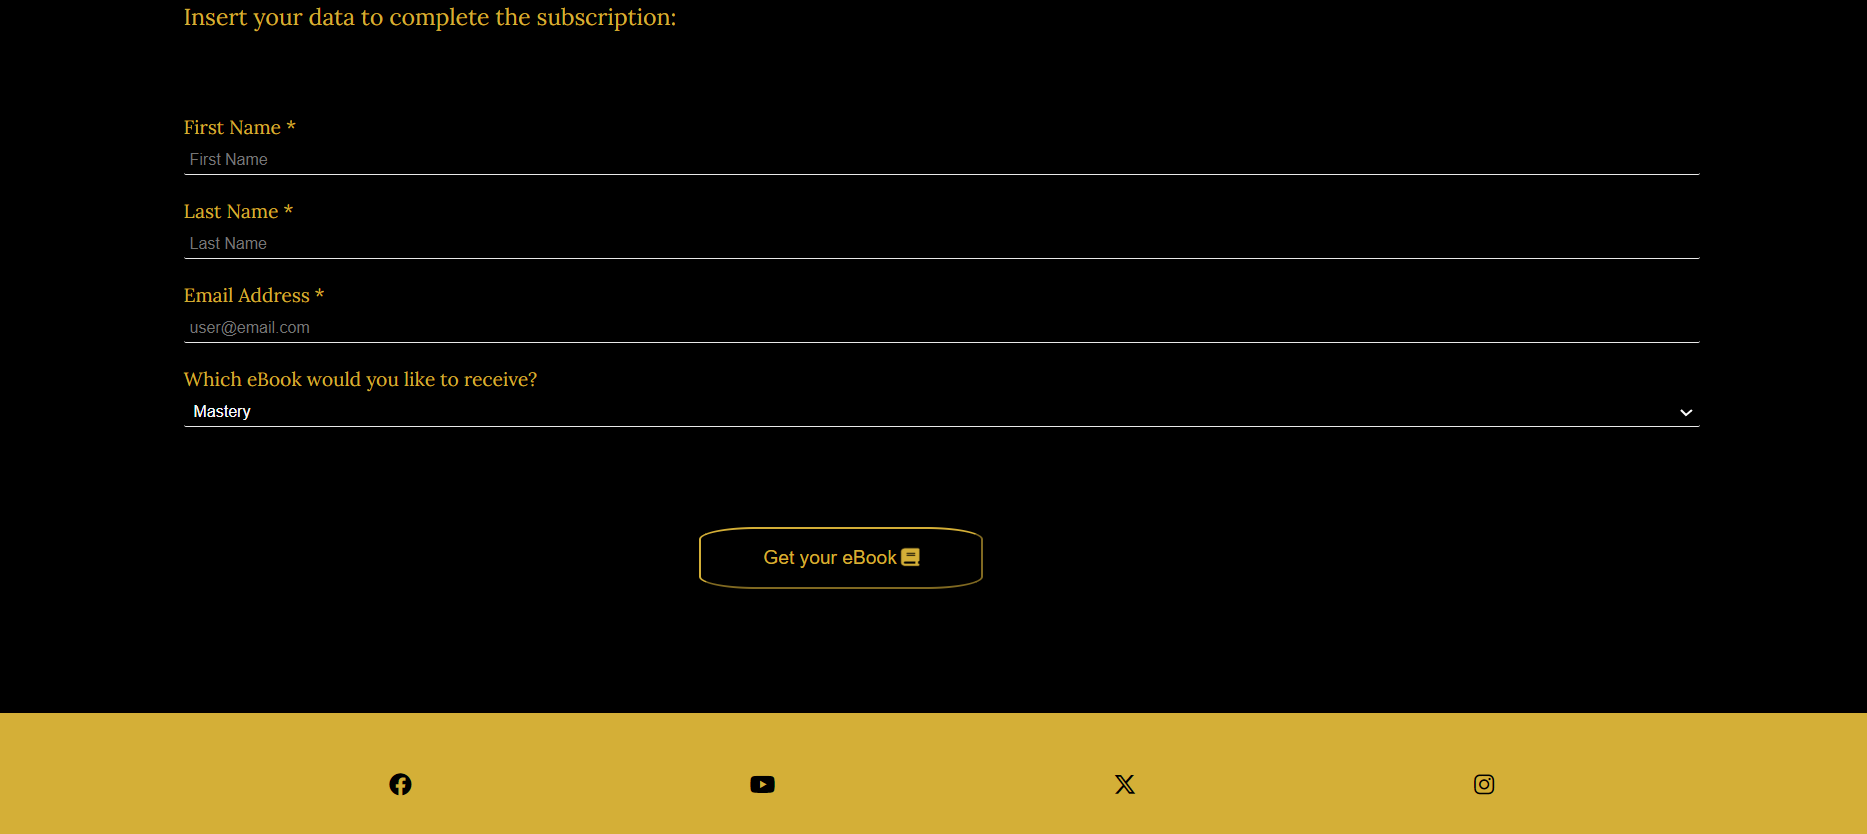 Insert your data to complete the subscription:
First Name *
First Name
Last Name *
Last Name
Email Address *
user@email.com
Which eBook would you like to receive?
Mastery
Get your eBook